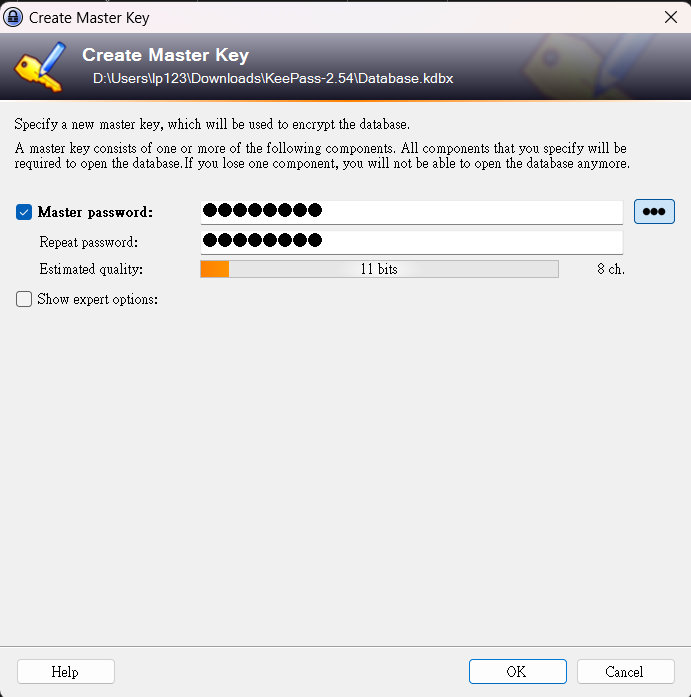 Create Master Key
Create Master Key
D:\Users\lp123\Downloads\KeePass-2.54\Database.kdbx
Specify a new master key, which will be used to encrypt the database.
A master key consists of one or more of the following components. All components that you specify will be
required to open the database.If you lose one component, you will not be able to open the database anymore.
Master password:
Repeat password:
Estimated quality: 11 bits 8 ch.
Show expert options:
Help OK Cancel